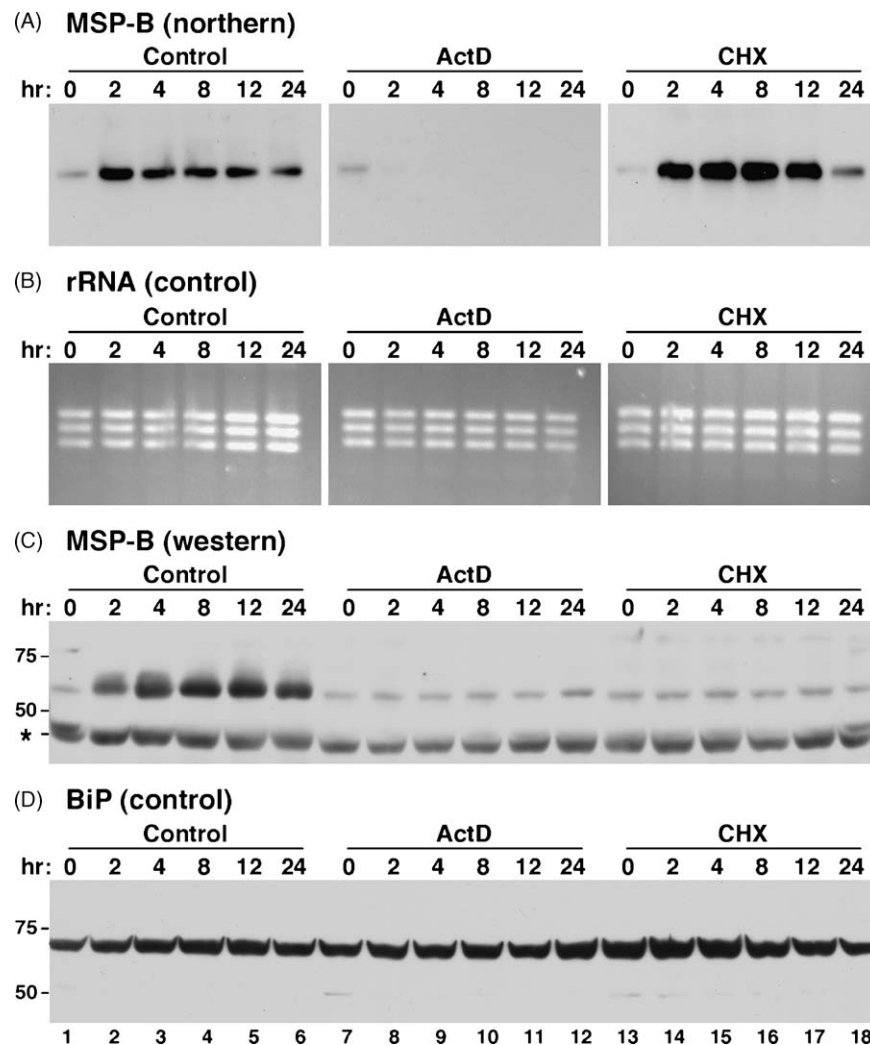 (A) MSP-B (northern)
Control ActD CHX
hr: 0 2 4 8 12 24 0 2 4 8 12 24 0 2 4 8 12 24
(B) rRNA (control)
Control ActD CHX
hr: 0 2 4 8 12 24 0 2 4 8 12 24 0 2 4 8 12 24
(C) MSP-B (western)
Control ActD CHX
hr: 0 2 4 8 12 24 0 2 4 8 12 24 0 2 4 8 12 24
75
50
*
(D) BiP (control)
Control ActD CHX
hr: 0 2 4 8 12 24 0 2 4 8 12 24 0 2 4 8 12 24
75
50
1 2 3 4 5 6 7 8 9 10 11 12 13 14 15 16 17 18